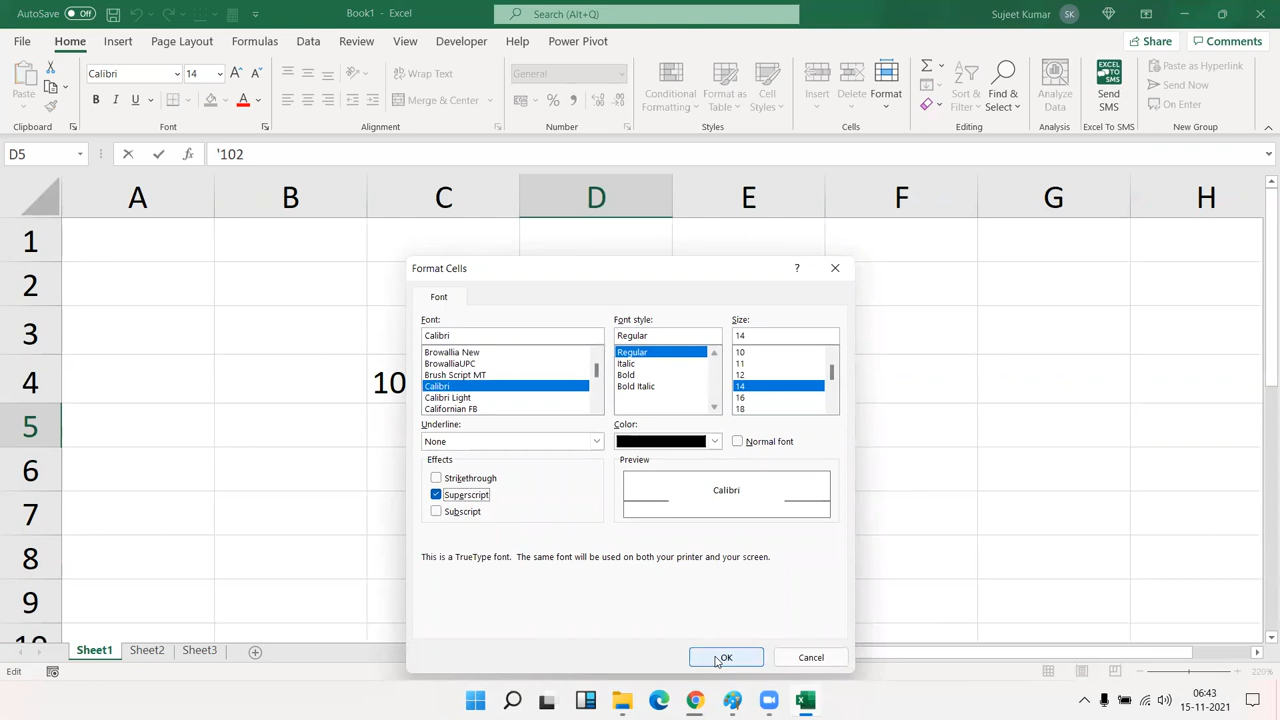 AutoSave Off Book1 - Excel Search (Alt+Q) Sujeet Kumar SK
File Home Insert Page Layout Formulas Data Review View Developer Help Power Pivot Share Comments
Paste Calibri 14 Wrap Text General Conditional Formatting Format as Table Cell Styles Insert Delete Format Sort & Filter Find & Select Analyze Data Send SMS Paste as Hyperlink
B I U A Merge & Center % Send Now
On Enter
Clipboard Font Alignment Number Styles Cells Editing Analysis Excel To SMS New Group
D5 fx '102
A B C D E F G H
1
2
3
4 10
5
6
7
8
9
10
Format Cells ?
Font
Font: Font style: Size:
Calibri Regular 14
Browallia New Regular 10
BrowalliaUPC Italic 11
Brush Script MT Bold 12
Calibri Bold Italic 14
Calibri Light 16
Californian FB 18
Underline: Color:
None Normal font
Effects Preview
Strikethrough
Superscript Calibri
Subscript
This is a TrueType font. The same font will be used on both your printer and your screen.
OK Cancel
Sheet1 Sheet2 Sheet3
Edit 220%
06:43
15-11-2021